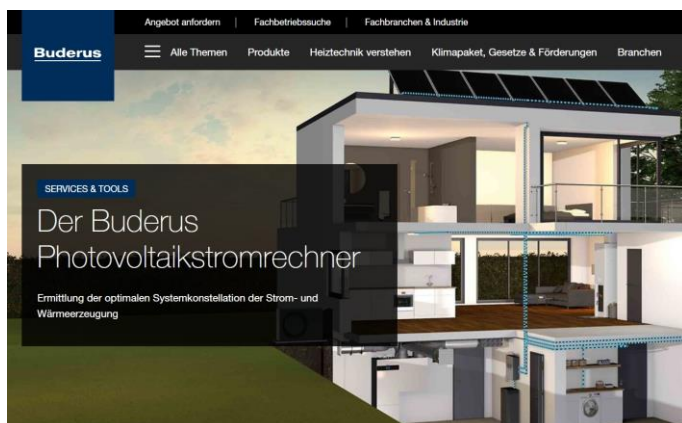 Angebot anfordern | Fachbetriebssuche | Fachbranchen & Industrie
Buderus
Alle Themen Produkte Heiztechnik verstehen Klimapaket, Gesetze & Förderungen Branchen
SERVICES & TOOLS
Der Buderus
Photovoltaikstromrechner
Ermittlung der optimalen Systemkonstellation der Strom- und
Wärmeerzeugung